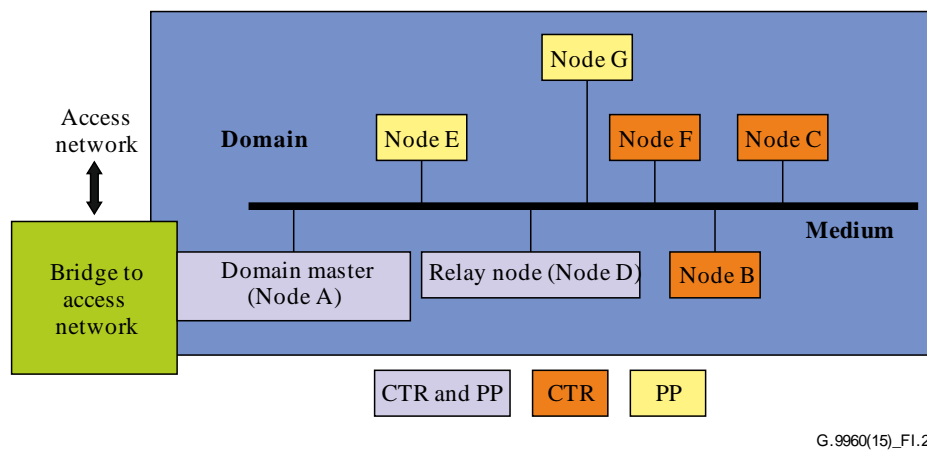 Node G
Access
network
Domain
Node E
Node F
Node C
Medium
Bridge to
access
network
Domain master
(Node A)
Relay node (Node D)
Node B
CTR and PP
CTR
PP
G.9960(15)_FI.2